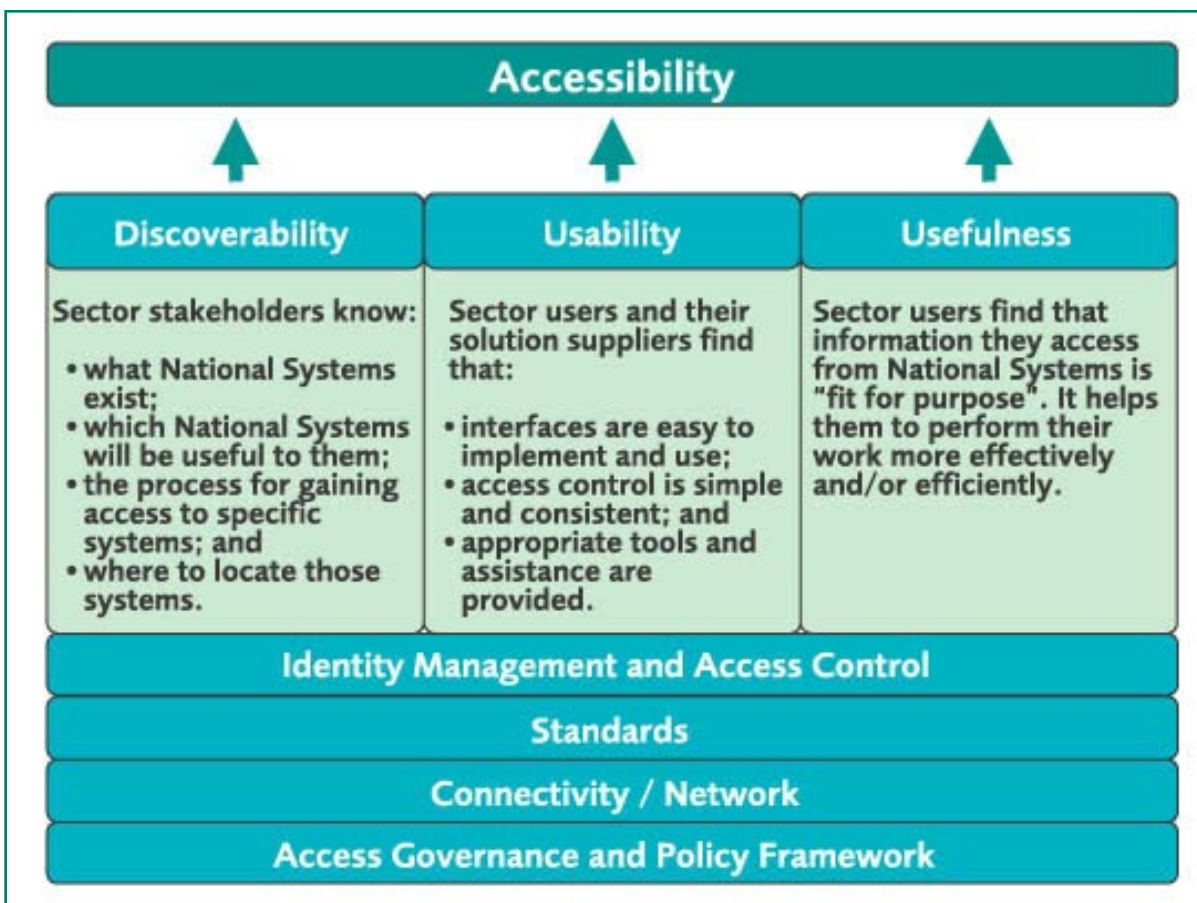 Accessibility
Discoverability
Sector stakeholders know:
• what National Systems
exist;
• which National Systems
will be useful to them;
• the process for gaining
access to specific
systems; and
• where to locate those
systems.
Usability
Sector users and their
solution suppliers find
that:
• interfaces are easy to
implement and use;
• access control is simple
and consistent; and
• appropriate tools and
assistance are
provided.
Usefulness
Sector users find that
information they access
from National Systems is
"fit for purpose". It helps
them to perform their
work more effectively
and/or efficiently.
Identity Management and Access Control
Standards
Connectivity / Network
Access Governance and Policy Framework